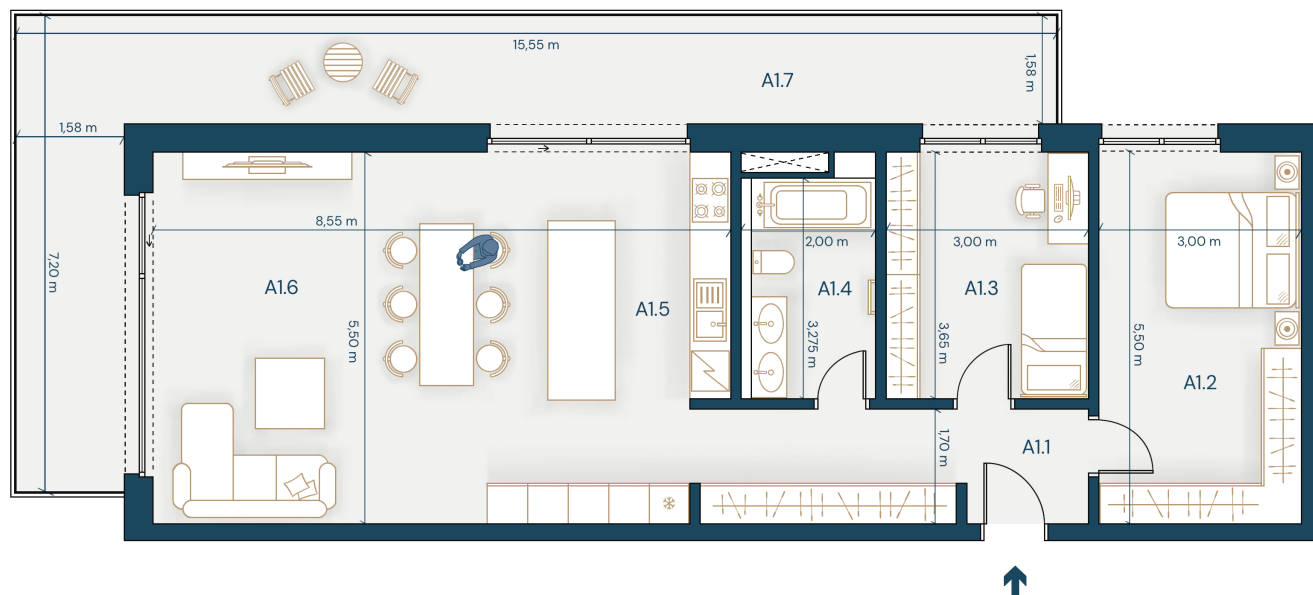 15,55 m
1,58 m
A1.7
1,58 m
8,55 m
2,00 m
3,00 m
3,00 m
7,20 m
A1.6
A1.5
A1.4
A1.3
5,50 m
3,275 m
3,65 m
5,50 m
A1.2
1,70 m
A1.1